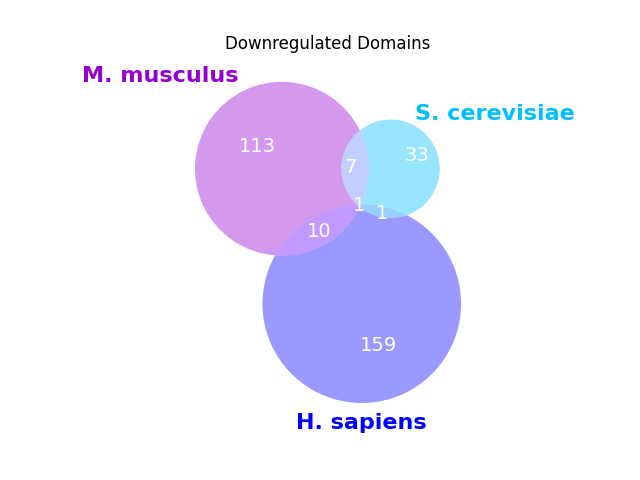 Downregulated Domains
M. musculus
S. cerevisiae
113
33
7
1
1
10
159
H. sapiens